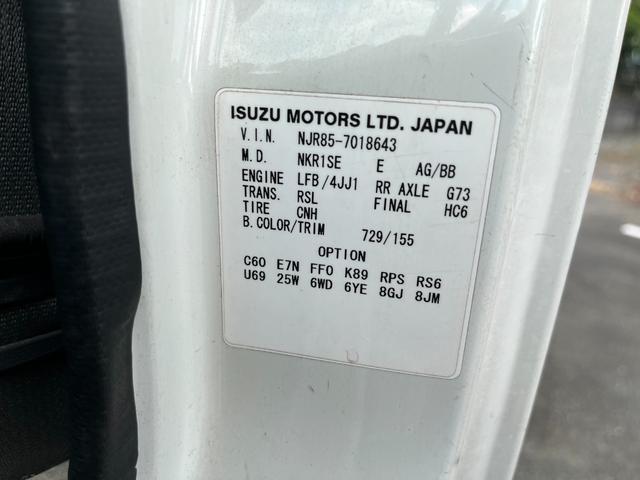 ISUZU MOTORS LTD. JAPAN
V.I.N. NJR85-7018643
M.D. NKR1SE E AG/BB
ENGINE LFB/4JJ1 RR AXLE G73
TRANS. RSL FINAL HC6
TIRE CNH
B.COLOR/TRIM 729/155
OPTION
C60 E7N FF0 K89 RPS RS6
U69 25W 6WD 6YE 8GJ 8JM